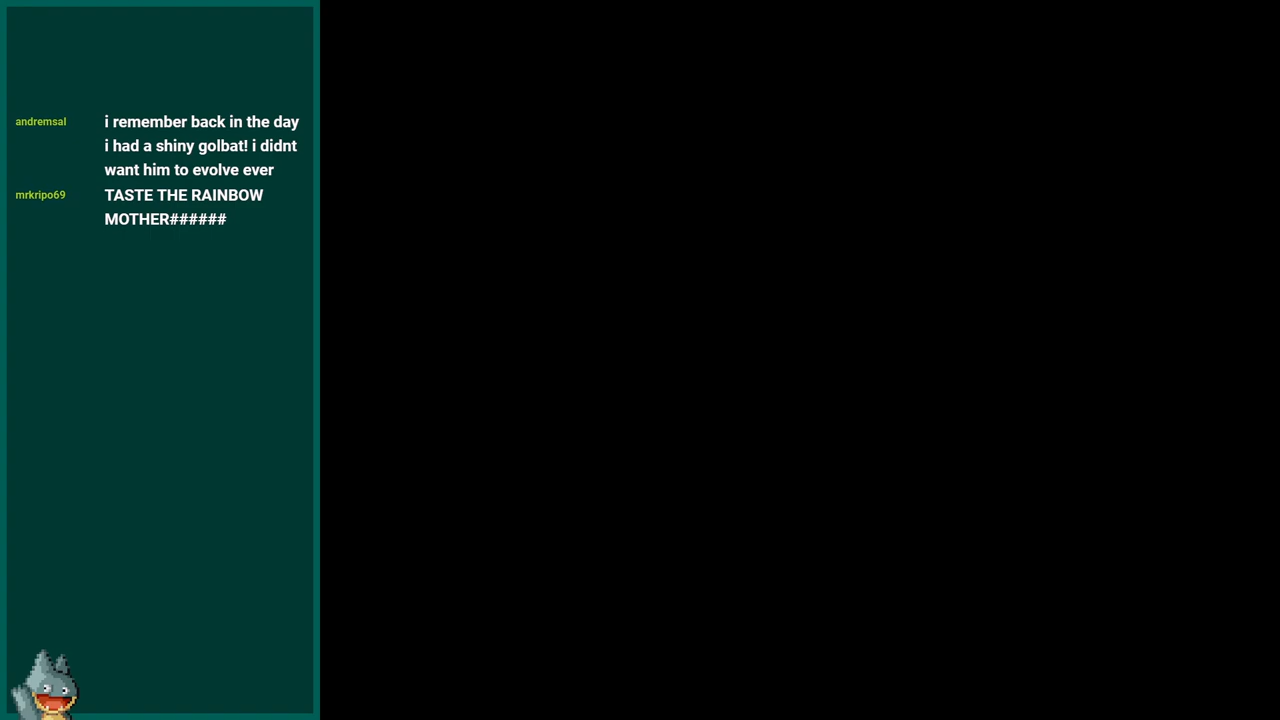 andremsal i remember back in the day
i had a shiny golbat! i didnt
want him to evolve ever
mrkripo69 TASTE THE RAINBOW
MOTHER######